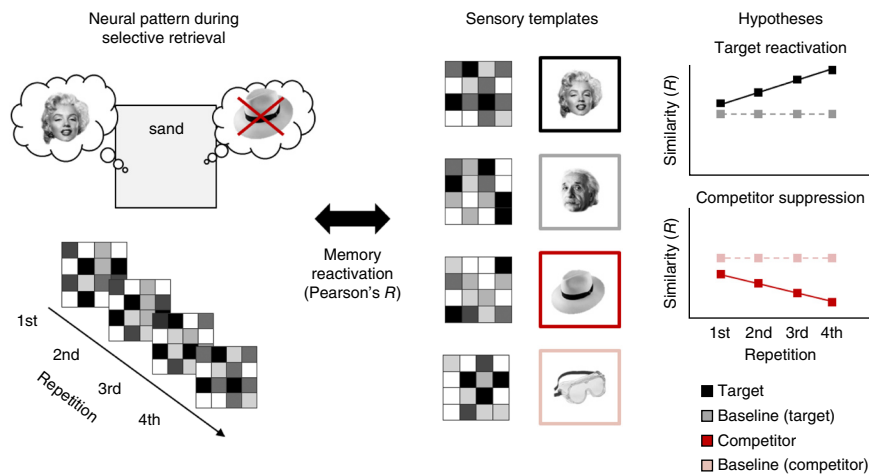 Neural pattern during
selective retrieval
sand
1st
2nd
3rd
4th
Repetition
Memory
reactivation
(Pearson's R)
Sensory templates
Hypotheses
Target reactivation
Similarity (R)
Competitor suppression
Similarity (R)
1st 2nd 3rd 4th
Repetition
Target
Baseline (target)
Competitor
Baseline (competitor)